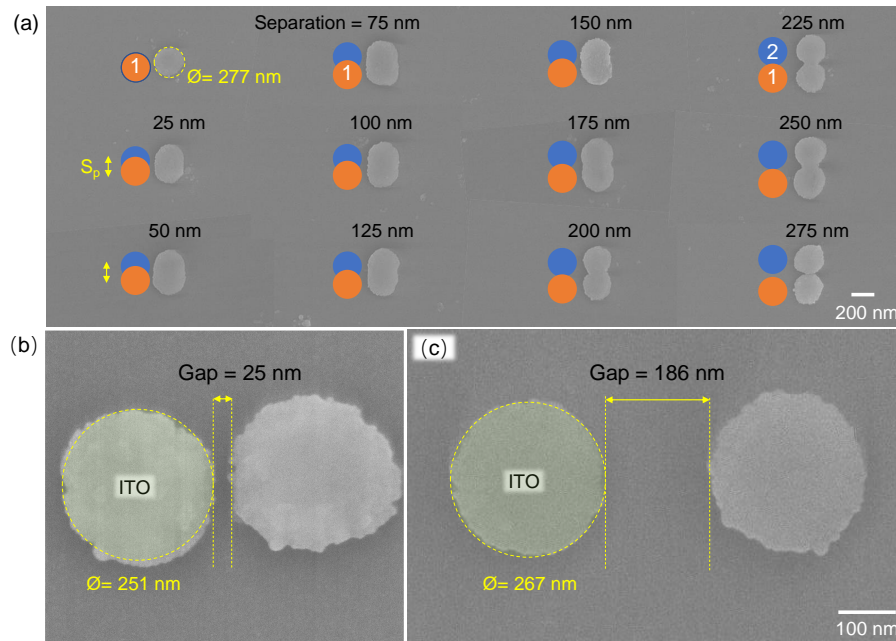 (a)
Separation = 75 nm
150 nm
225 nm
1
Ø= 277 nm
1
2
1
25 nm
100 nm
175 nm
250 nm
Sp
50 nm
125 nm
200 nm
275 nm
200 nm
(b)
Gap = 25 nm
ITO
Ø= 251 nm
(c)
Gap = 186 nm
ITO
Ø= 267 nm
100 nm